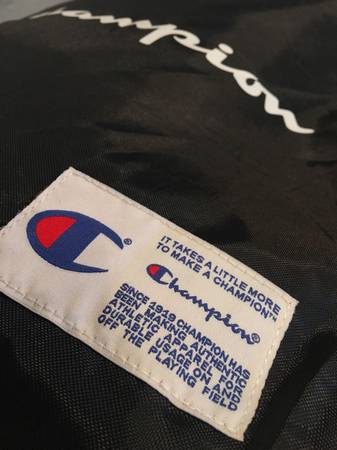 Champion
IT TAKES A LITTLE MORE
TO MAKE A CHAMPION®
Champion®
SINCE 1919 CHAMPION HAS
BEEN MAKING AUTHENTIC
ATHLETIC APPAREL FOR
DURABLE USAGE ON AND
OFF THE PLAYING FIELD